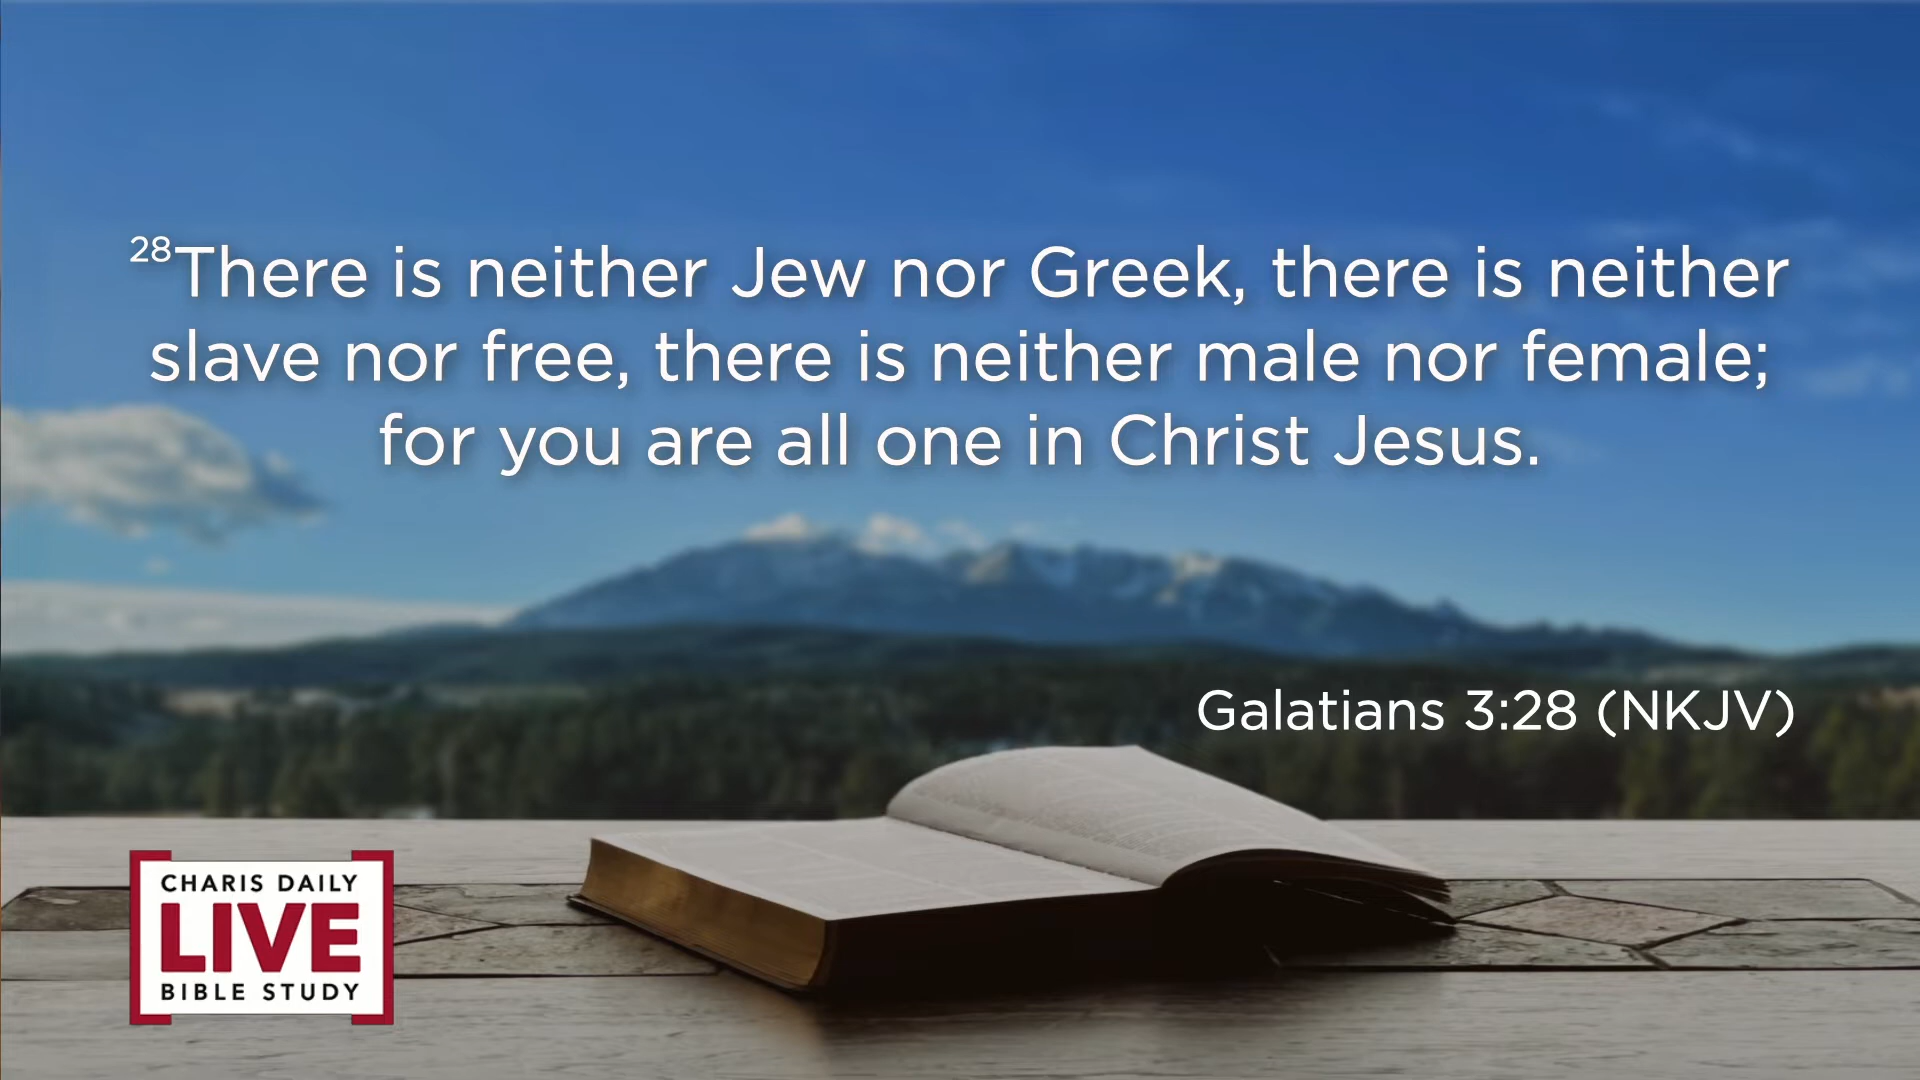 28There is neither Jew nor Greek, there is neither
slave nor free, there is neither male nor female;
for you are all one in Christ Jesus.
Galatians 3:28 (NKJV)
CHARIS DAILY
LIVE
BIBLE STUDY